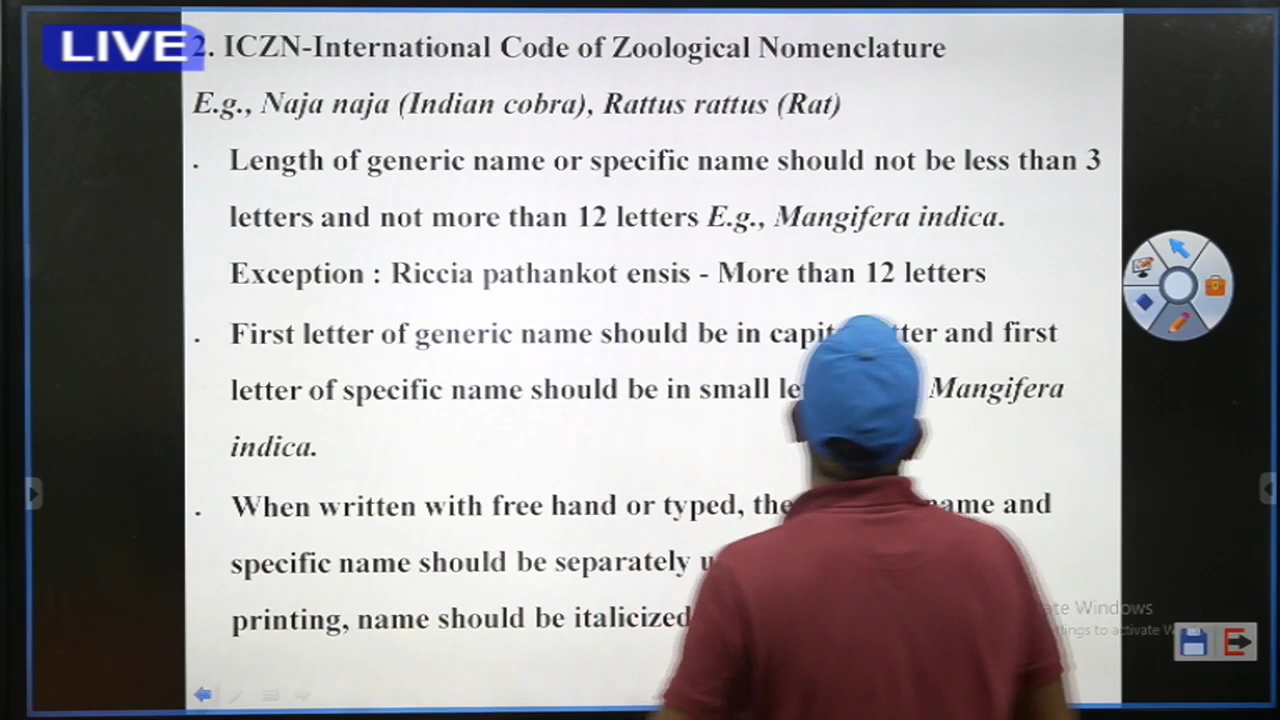 LIVE
2. ICZN-International Code of Zoological Nomenclature
E.g., Naja naja (Indian cobra), Rattus rattus (Rat)
. Length of generic name or specific name should not be less than 3
letters and not more than 12 letters E.g., Mangifera indica.
Exception : Riccia pathankot ensis - More than 12 letters
. First letter of generic name should be in and first
letter of specific name should be in small Mangifera
indica.
. When written with free hand or typed, the name and
specific name should be separately
printing, name should be italicized
Windows
to activate